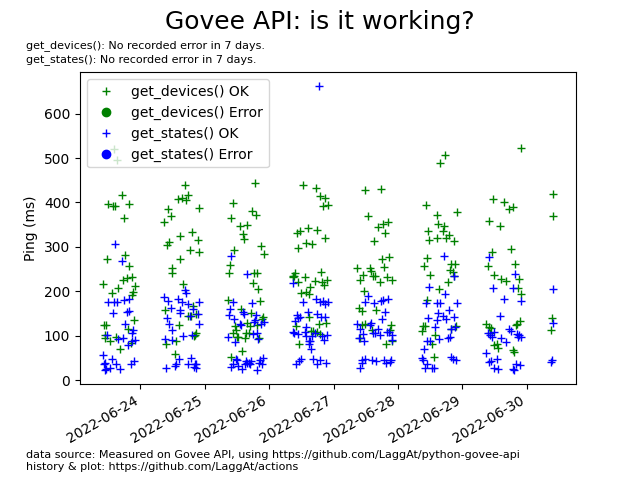 Govee API: is it working?
get_devices(): No recorded error in 7 days.
get_states(): No recorded error in 7 days.
get_devices() OK
get_devices() Error
get_states() OK
get_states() Error
Ping (ms)
600
500
400
300
200
100
0
2022-06-24
2022-06-25
2022-06-26
2022-06-27
2022-06-28
2022-06-29
2022-06-30
data source: Measured on Govee API, using https://github.com/LaggAt/python-govee-api
history & plot: https://github.com/LaggAt/actions